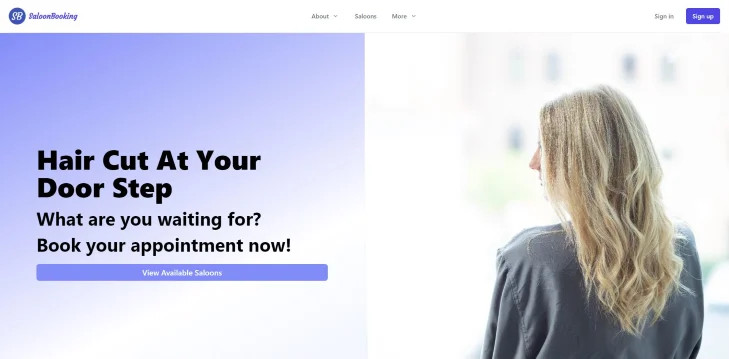 SB SaloonBooking
About Saloons More Sign in Sign up
Hair Cut At Your
Door Step
What are you waiting for?
Book your appointment now!
View Available Saloons